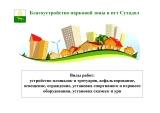 Благоустройство парковой зоны в пгт Суходол
Виды работ:
устройство площадок и тротуаров, асфальтирование,
освещение, ограждение, установка спортивного и игрового
оборудования, установка скамеек и урн